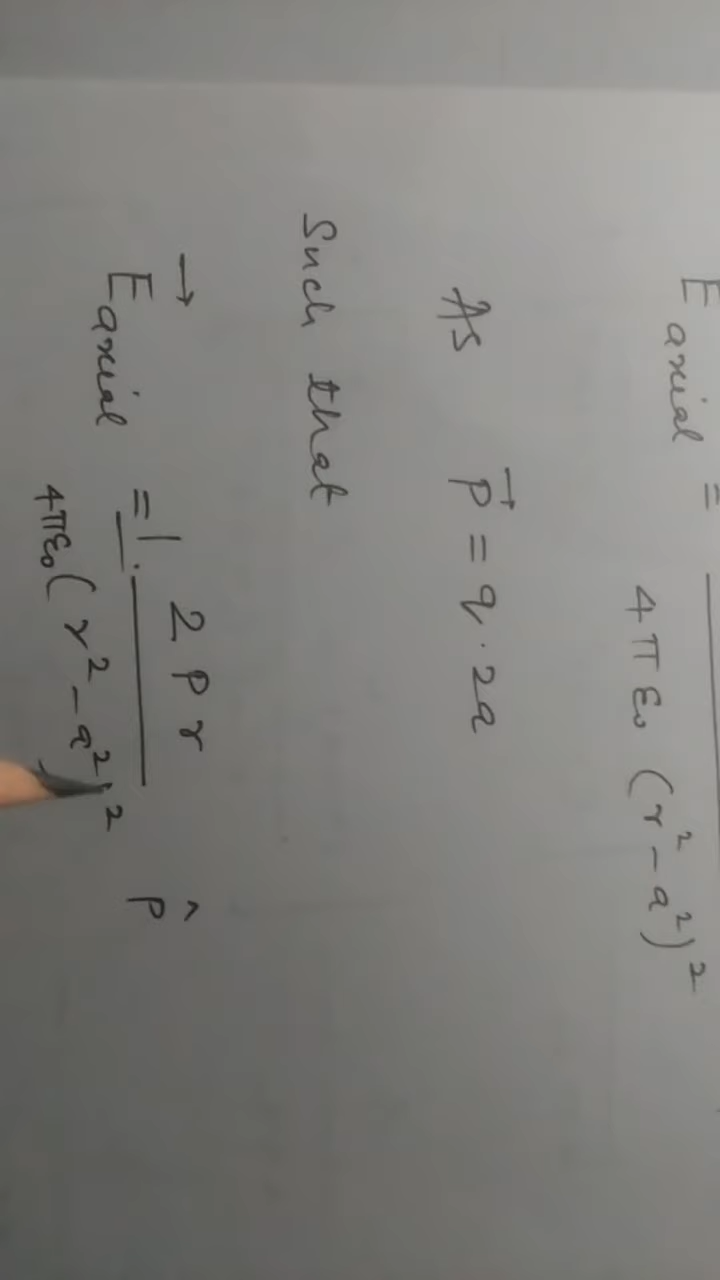 E axial =
4πε₀ (r² − a²)²
As p⃗ = q · 2a
Such that
E⃗ axial = 1/4πε₀ · 2pr/(r² − a²)² p̂